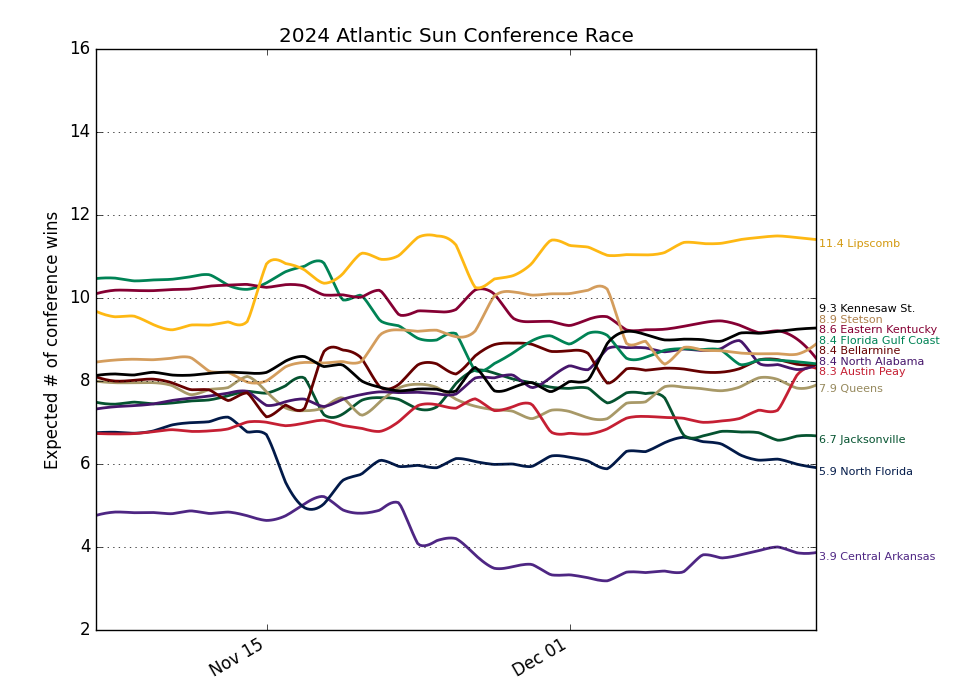 2024 Atlantic Sun Conference Race
Expected # of conference wins
16
14
12
10
8
6
4
2
Nov 15
Dec 01
11.4 Lipscomb
9.3 Kennesaw St.
8.9 Stetson
8.6 Eastern Kentucky
8.4 Florida Gulf Coast
8.4 Bellarmine
8.4 North Alabama
8.3 Austin Peay
7.9 Queens
6.7 Jacksonville
5.9 North Florida
3.9 Central Arkansas